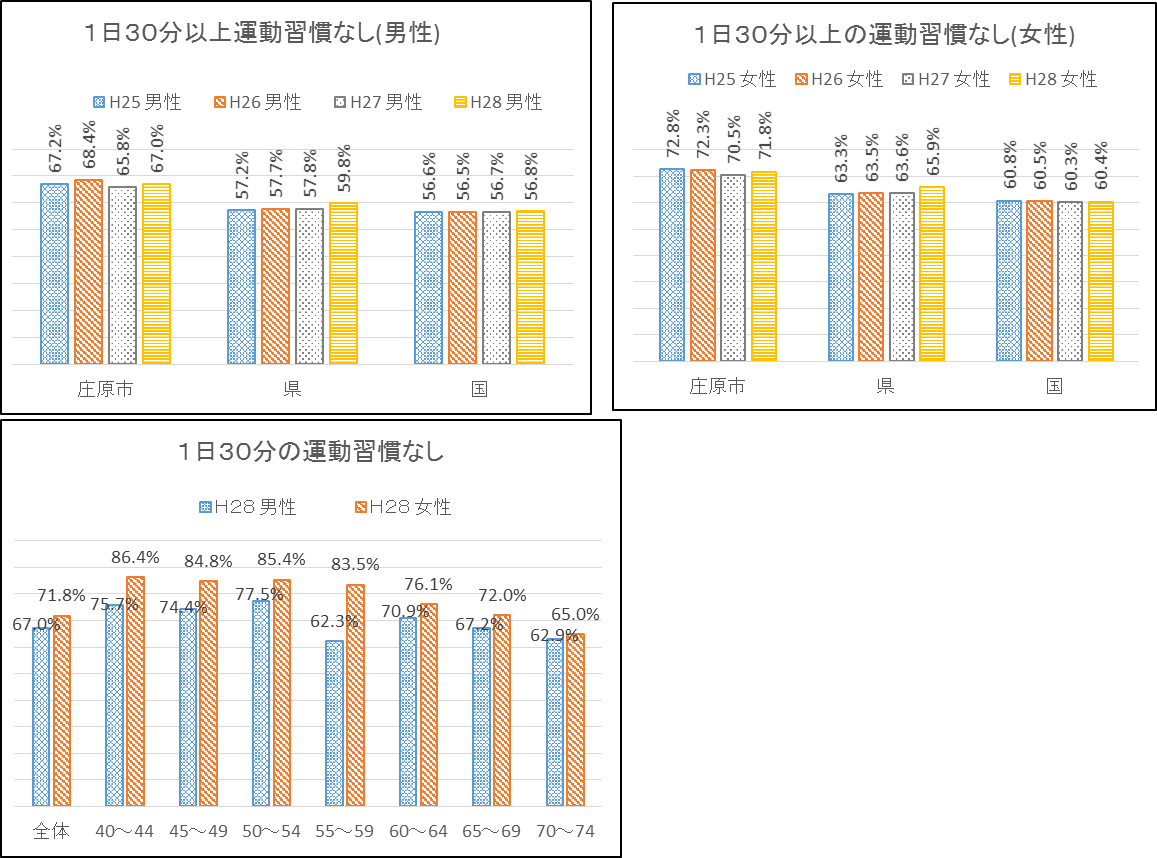 １日３０分以上運動習慣なし(男性)
H25 男性 H26 男性 H27 男性 H28 男性
67.2% 68.4% 65.8% 67.0% 57.2% 57.7% 57.8% 59.8% 56.6% 56.5% 56.7% 56.8%
庄原市 県 国
１日３０分以上の運動習慣なし(女性)
H25 女性 H26 女性 H27 女性 H28 女性
72.8% 72.3% 70.5% 71.8% 63.3% 63.5% 63.6% 65.9% 60.8% 60.5% 60.3% 60.4%
庄原市 県 国
１日３０分の運動習慣なし
Ｈ２８ 男性 Ｈ２８ 女性
67.0% 71.8% 75.7% 86.4% 74.4% 84.8% 77.5% 85.4% 62.3% 83.5% 70.9% 76.1% 67.2% 72.0% 62.9% 65.0%
全体 40～44 45～49 50～54 55～59 60～64 65～69 70～74